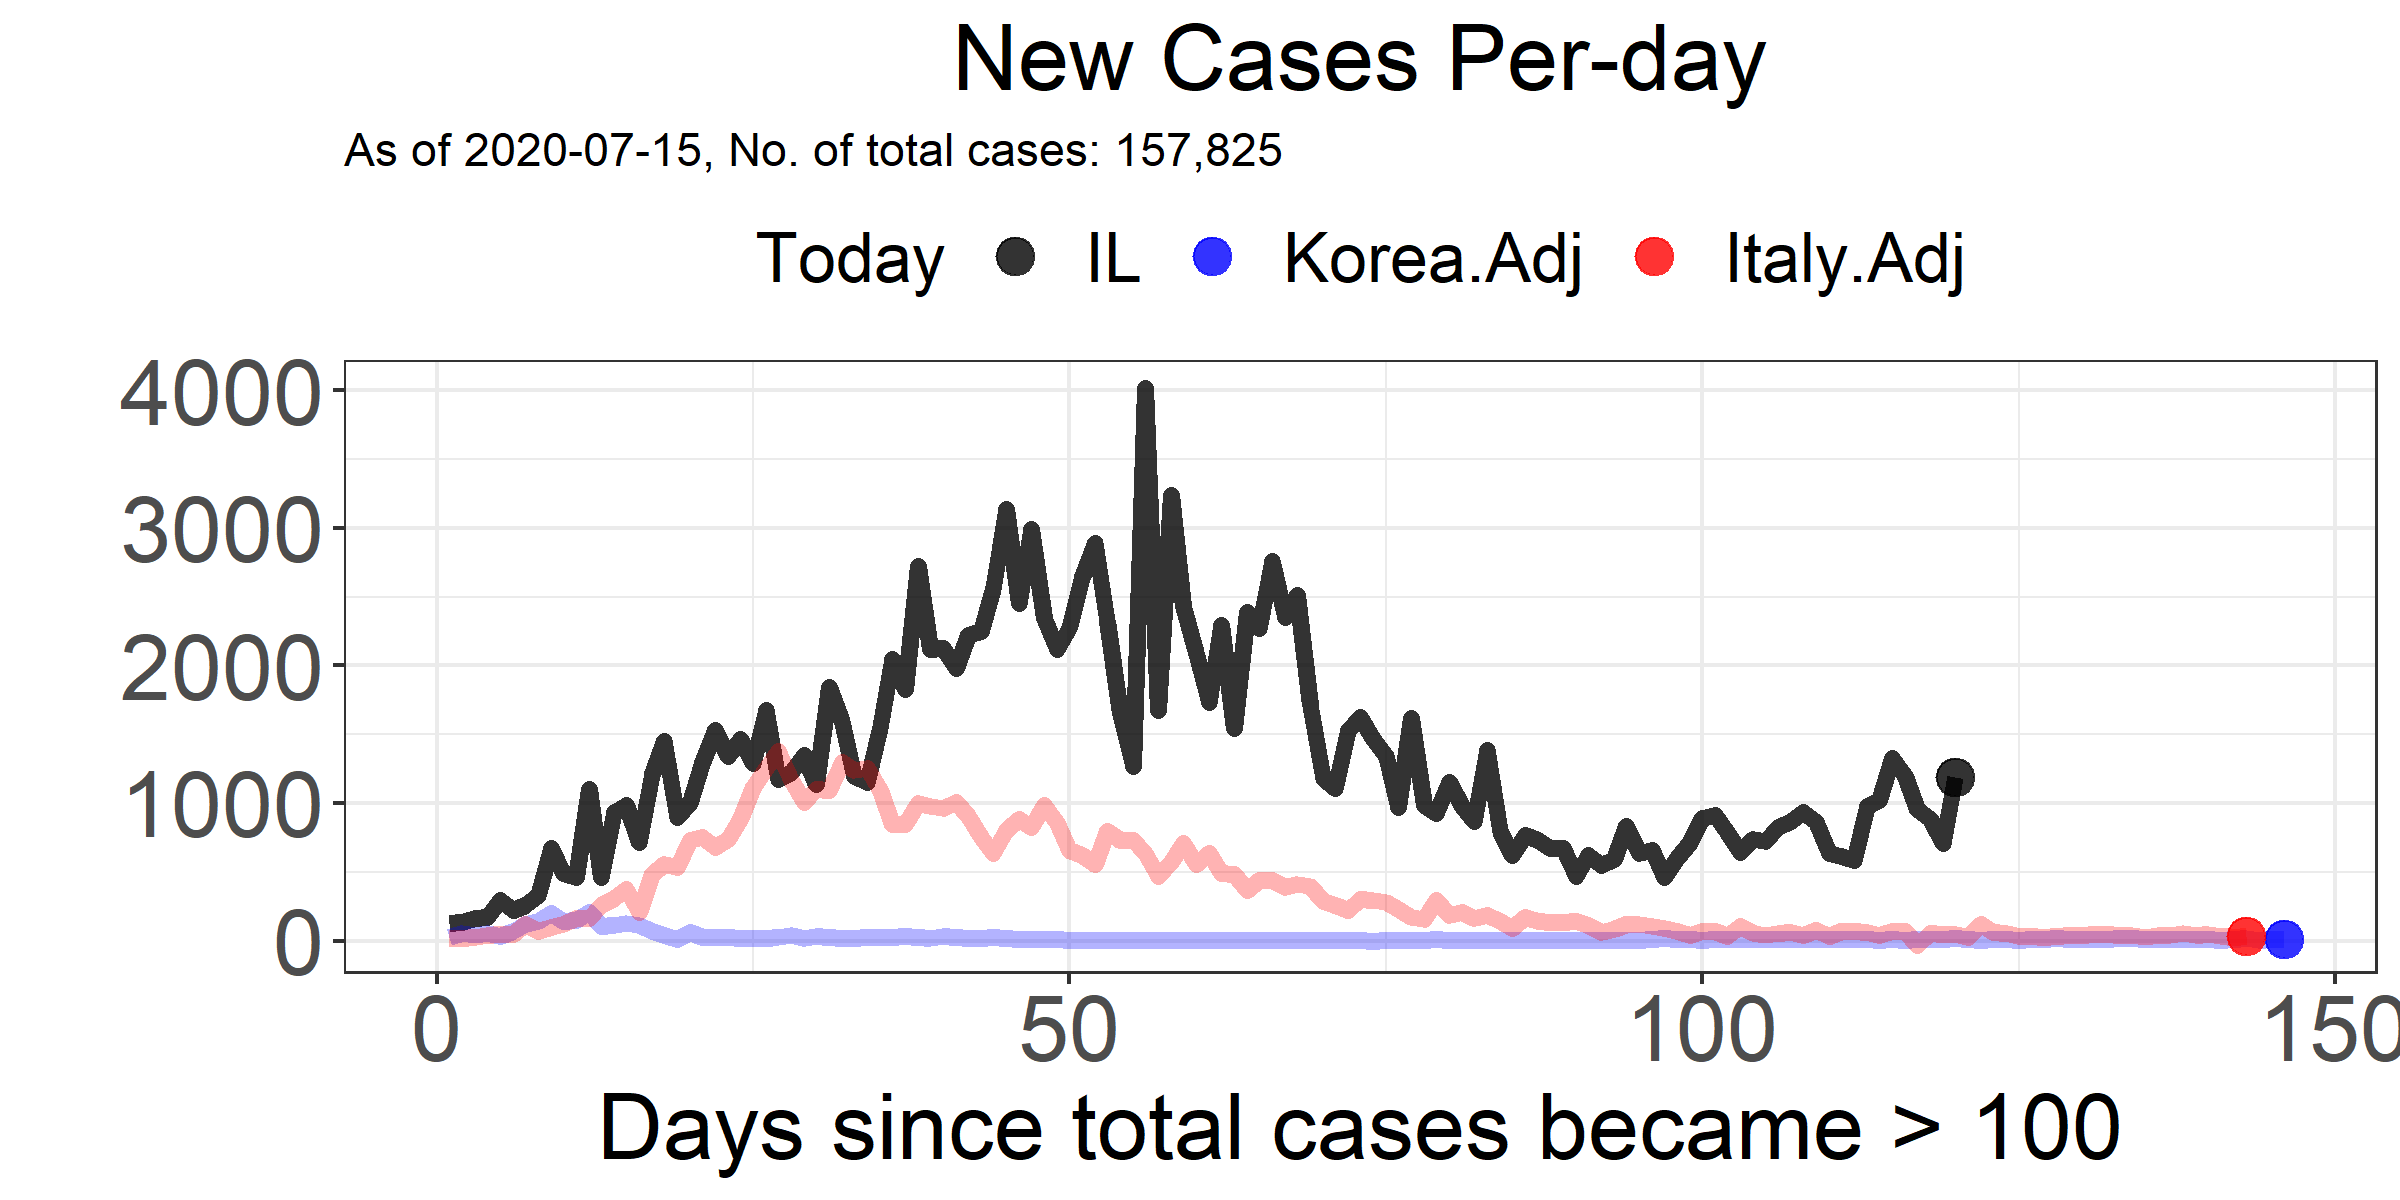 New Cases Per-day
As of 2020-07-15, No. of total cases: 157,825
Today IL Korea.Adj Italy.Adj
4000
3000
2000
1000
0
0 50 100 150
Days since total cases became > 100